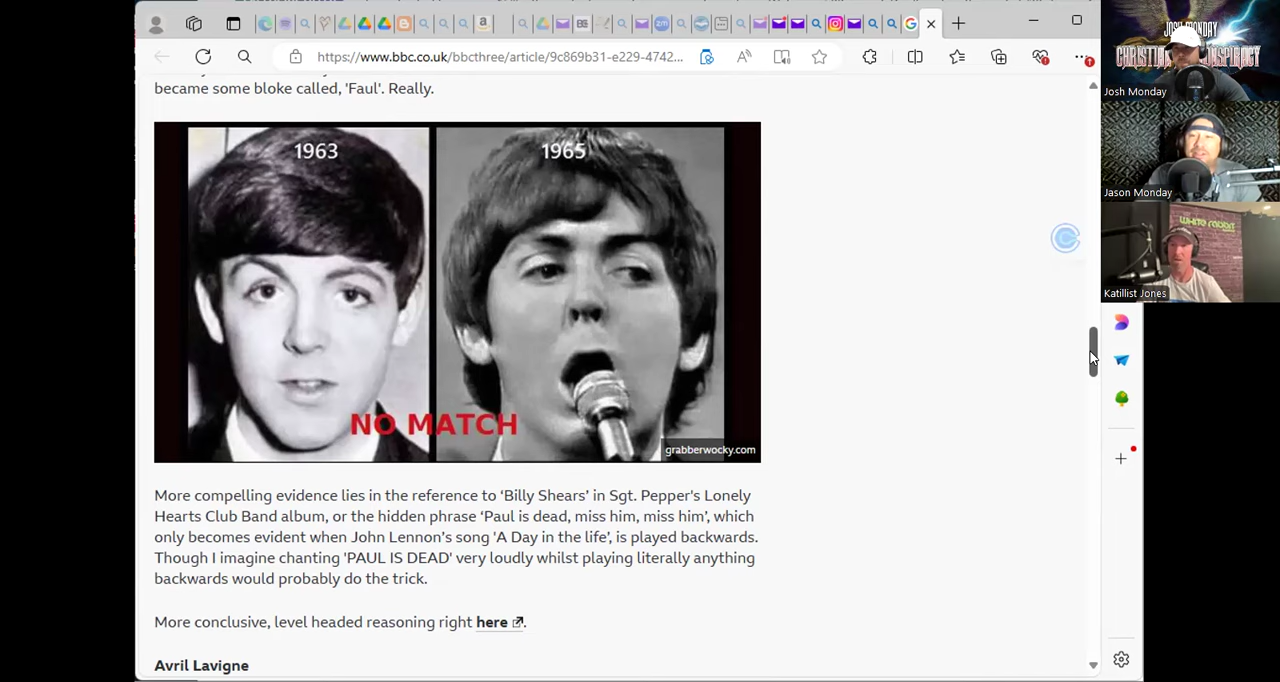 https://www.bbc.co.uk/bbcthree/article/9c869b31-e229-4742...
became some bloke called, 'Faul'. Really.
1963
1965
NO MATCH
grabberwocky.com
More compelling evidence lies in the reference to ‘Billy Shears’ in Sgt. Pepper's Lonely
Hearts Club Band album, or the hidden phrase ‘Paul is dead, miss him, miss him’, which
only becomes evident when John Lennon’s song 'A Day in the life’, is played backwards.
Though I imagine chanting 'PAUL IS DEAD' very loudly whilst playing literally anything
backwards would probably do the trick.
More conclusive, level headed reasoning right here.
Avril Lavigne
JOSH MONDAY
CHRISTIAN
Josh Monday
Jason Monday
WHITE rabbit
Katillist Jones